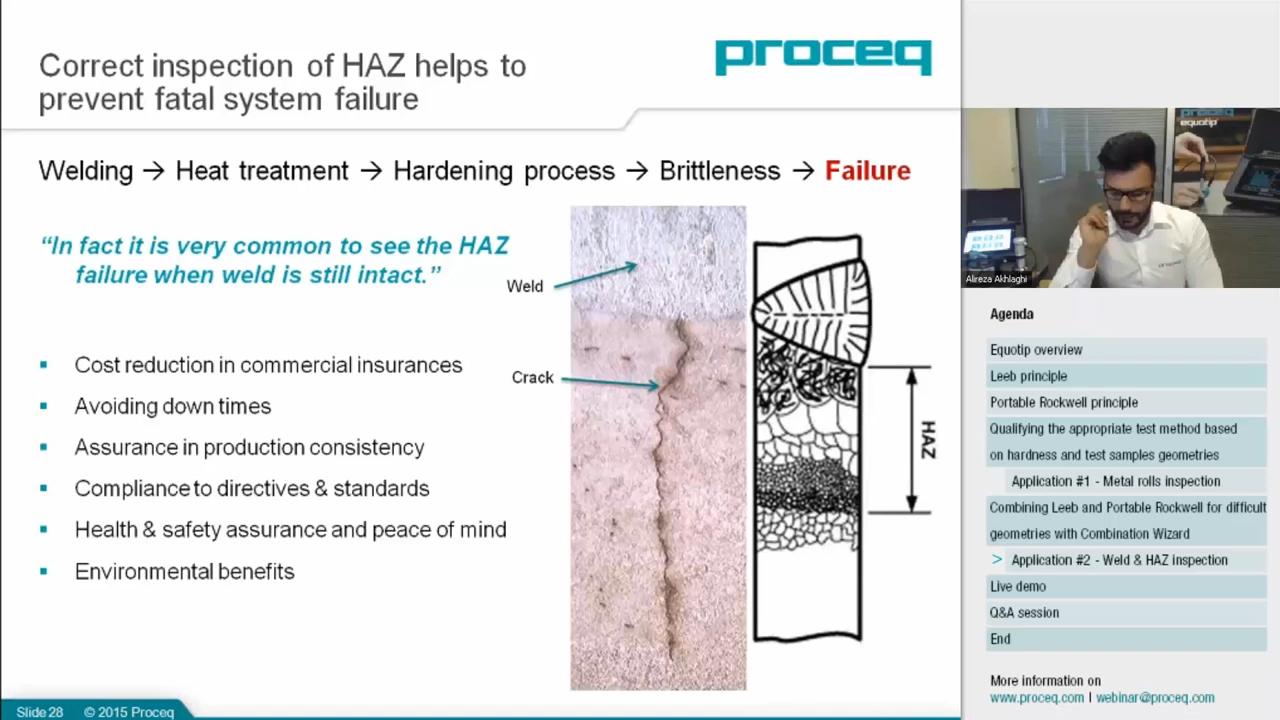 Correct inspection of HAZ helps to
prevent fatal system failure
proceq
Welding → Heat treatment → Hardening process → Brittleness → Failure
“In fact it is very common to see the HAZ
failure when weld is still intact.”
Weld
Crack
HAZ
▪ Cost reduction in commercial insurances
▪ Avoiding down times
▪ Assurance in production consistency
▪ Compliance to directives & standards
▪ Health & safety assurance and peace of mind
▪ Environmental benefits
Slide 28 © 2015 Proceq
proceq
equotip
Alireza Akhlaghi
Agenda
Equotip overview
Leeb principle
Portable Rockwell principle
Qualifying the appropriate test method based
on hardness and test samples geometries
Application #1 - Metal rolls inspection
Combining Leeb and Portable Rockwell for difficult
geometries with Combination Wizard
> Application #2 - Weld & HAZ inspection
Live demo
Q&A session
End
More information on
www.proceq.com | webinar@proceq.com